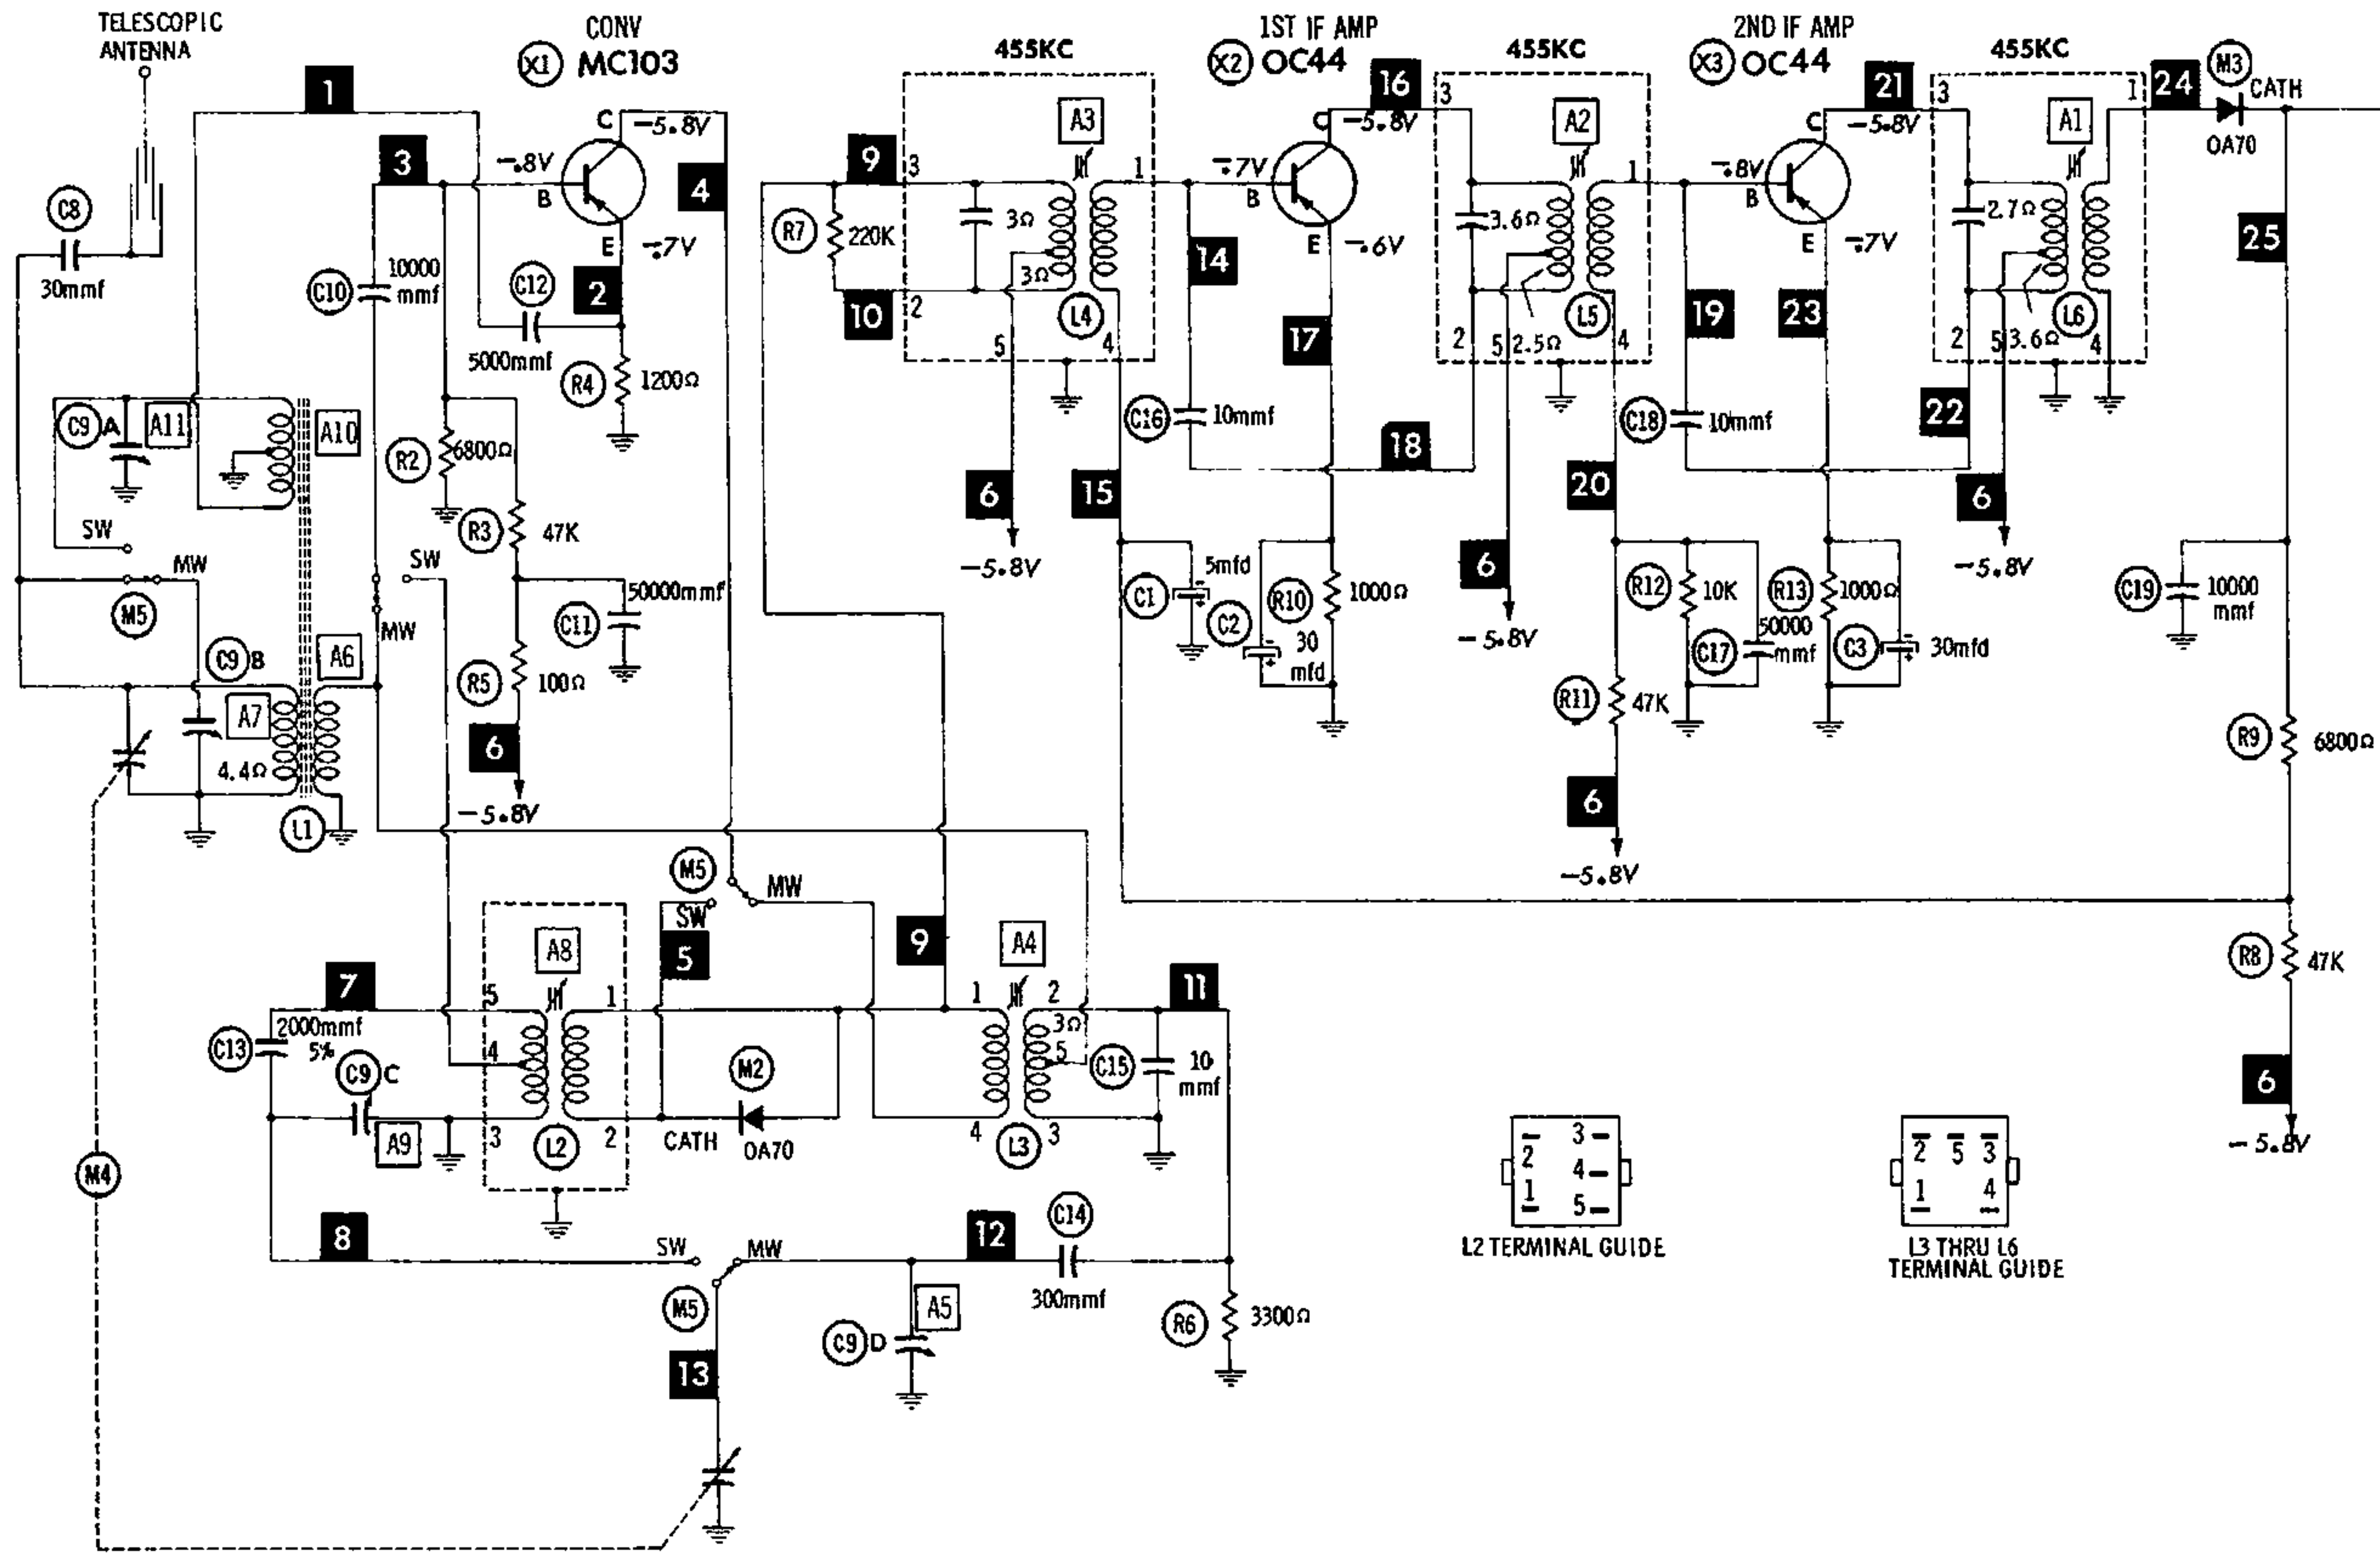 TELESCOPIC
ANTENNA
CONV
X1 MC103
455KC
1ST IF AMP
X2 OC44
455KC
2ND IF AMP
X3 OC44
455KC
M3
CATH
OA70
1
3
-.8V
B
C
-5.8V
4
E
-.7V
2
C8
30mmf
C10
10000
mmf
C12
5000mmf
R4
1200Ω
9
3
A3
1
R7
220K
3Ω
3Ω
10
2
5
L4
4
-.7V
B
C
-5.8V
E
-.6V
16
3
A2
1
14
3.6Ω
L5
17
2
5
2.5Ω
4
-.8V
B
C
-5.8V
E
-.7V
21
3
A1
1
24
2.7Ω
25
19
23
L6
2
5
3.6Ω
4
C9 A
A11
A10
R2
6800Ω
R3
47K
SW
MW
M5
SW
MW
C16
10mmf
18
C18
10mmf
22
6
-5.8V
15
6
-5.8V
20
6
-5.8V
C11
50000mmf
C1
5mfd
C2
30
mfd
R10
1000Ω
R12
10K
C17
50000
mmf
R13
1000Ω
C3
30mfd
C19
10000
mmf
C9 B
A6
A7
4.4Ω
L1
R5
100Ω
6
-5.8V
R11
47K
6
-5.8V
R9
6800Ω
M5
MW
SW
5
9
A8
A4
7
5
1
1
2
11
R8
47K
C13
2000mmf
5%
4
3Ω
5
C15
10
mmf
C9 C
A9
M2
6
-5.8V
3
L2
2
CATH
OA70
4
L3
3
M4
8
SW
MW
12
C14
300mmf
M5
13
C9 D
A5
R6
3300Ω
2
3
4
1
5
L2 TERMINAL GUIDE
2
5
3
1
4
L3 THRU L6
TERMINAL GUIDE